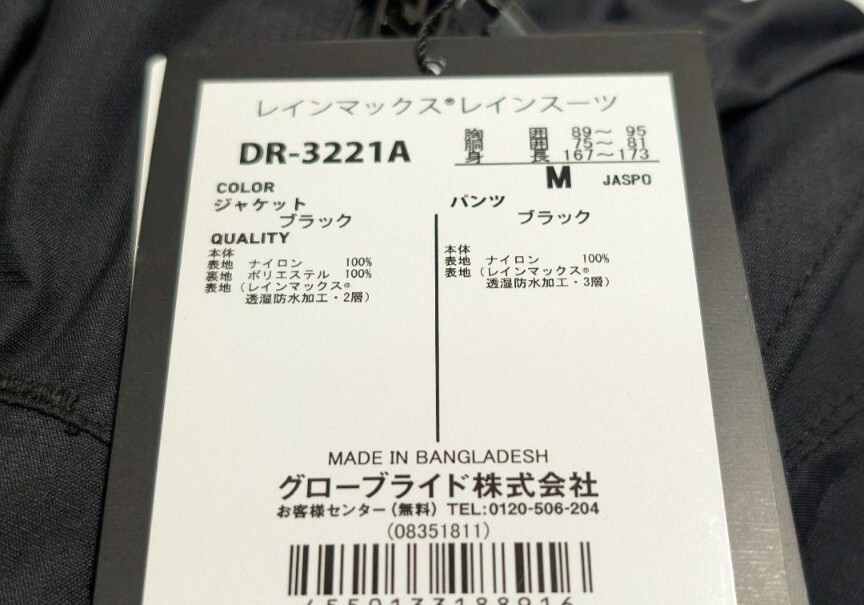 レインマックス®レインスーツ
DR-3221A
胸囲 89～ 95
胴囲 75～ 81
身長 167～173
M JASPO
COLOR
ジャケット
ブラック
パンツ
ブラック
QUALITY
本体
表地 ナイロン 100%
裏地 ポリエステル 100%
表地 (レインマックス®
透湿防水加工・2層)
本体
表地 ナイロン 100%
表地 (レインマックス®
透湿防水加工・3層)
MADE IN BANGLADESH
グローブライド株式会社
お客様センター(無料) TEL:0120-506-204
(08351811)
4550133188916